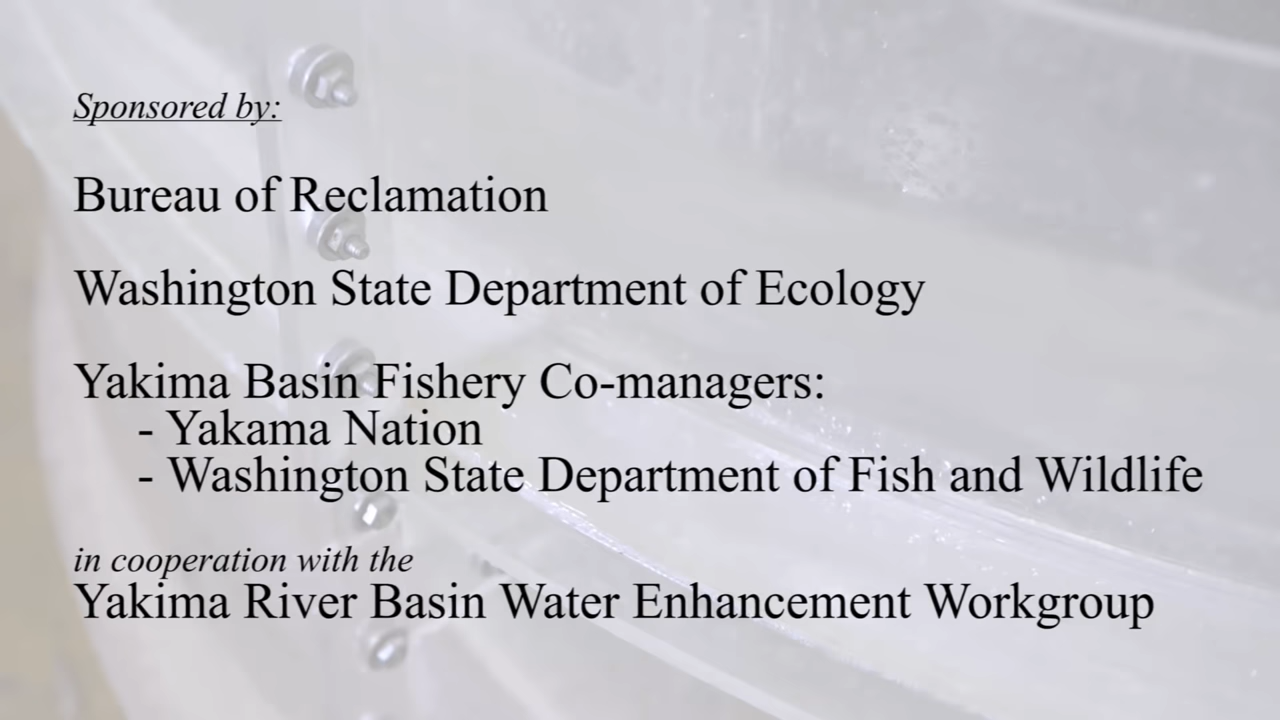 Sponsored by:
Bureau of Reclamation
Washington State Department of Ecology
Yakima Basin Fishery Co-managers:
- Yakama Nation
- Washington State Department of Fish and Wildlife
in cooperation with the
Yakima River Basin Water Enhancement Workgroup